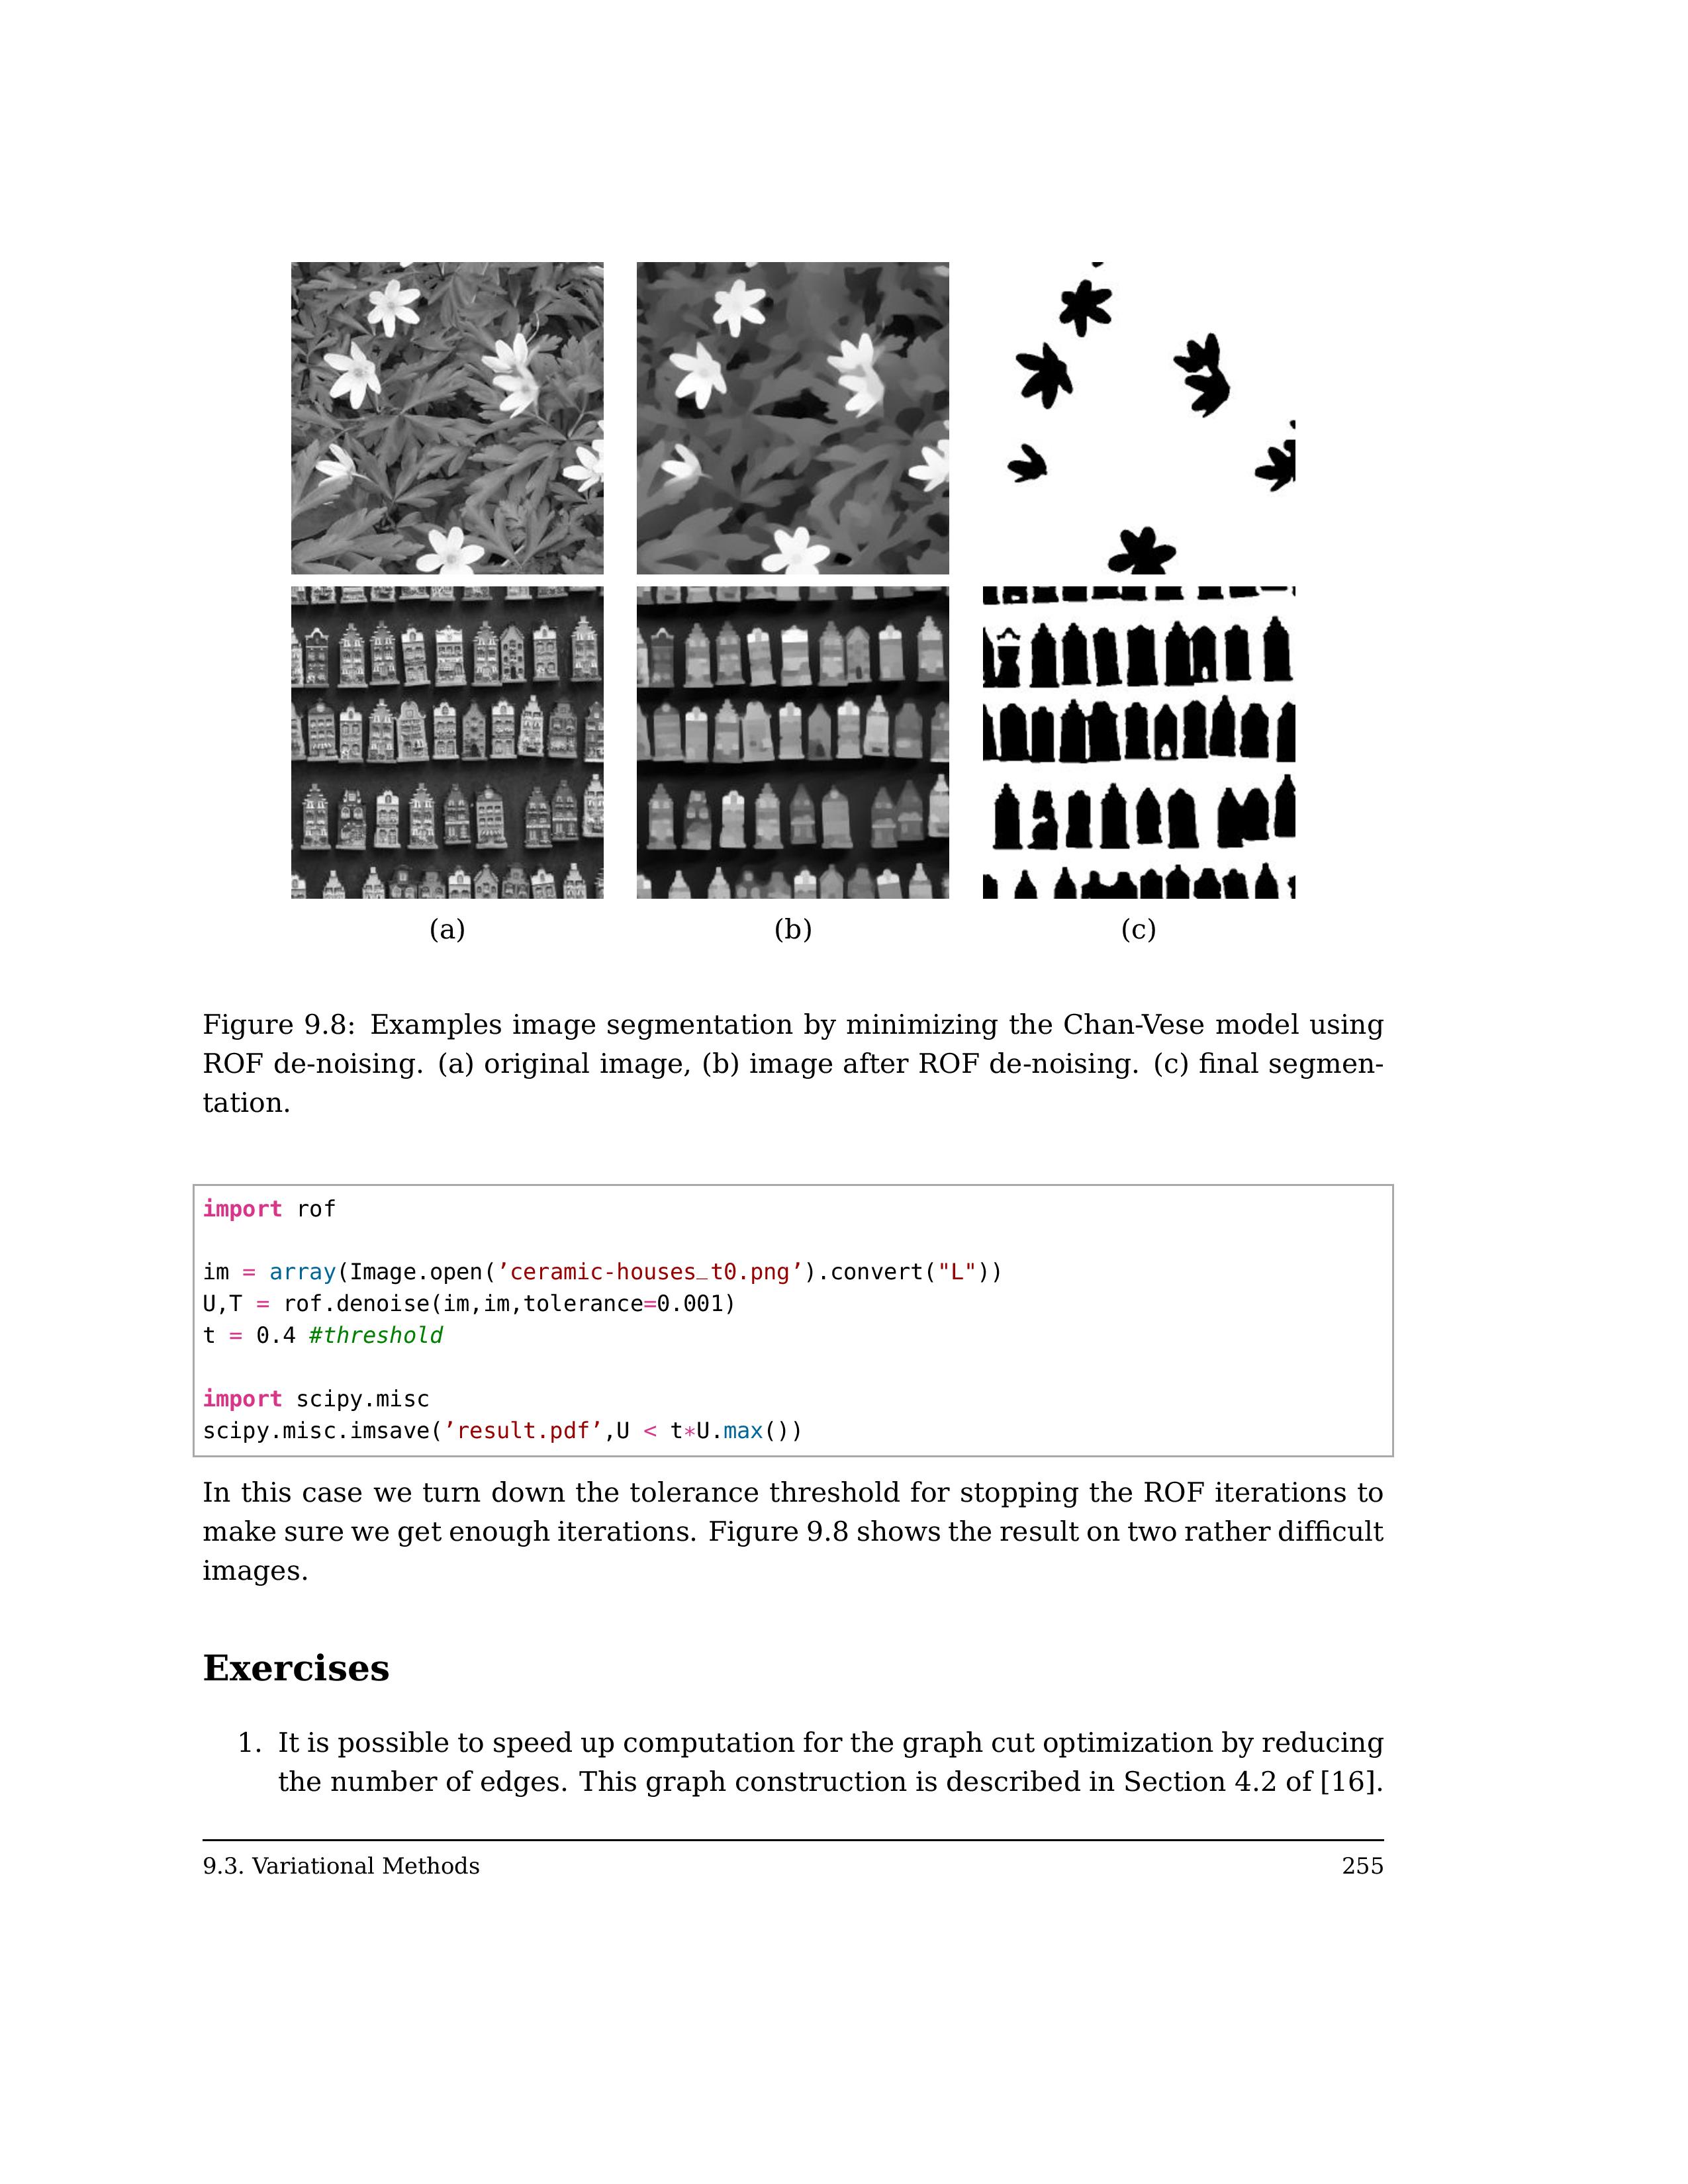 (a)
(b)
(c)
Figure 9.8: Examples image segmentation by minimizing the Chan-Vese model using
ROF de-noising. (a) original image, (b) image after ROF de-noising. (c) final segmen-
tation.
import rof
im = array(Image.open(’ceramic-houses_t0.png’).convert("L"))
U,T = rof.denoise(im,im,tolerance=0.001)
t = 0.4 #threshold
import scipy.misc
scipy.misc.imsave(’result.pdf’,U < t*U.max())
In this case we turn down the tolerance threshold for stopping the ROF iterations to
make sure we get enough iterations. Figure 9.8 shows the result on two rather difficult
images.
Exercises
1. It is possible to speed up computation for the graph cut optimization by reducing
the number of edges. This graph construction is described in Section 4.2 of [16].
9.3. Variational Methods
255